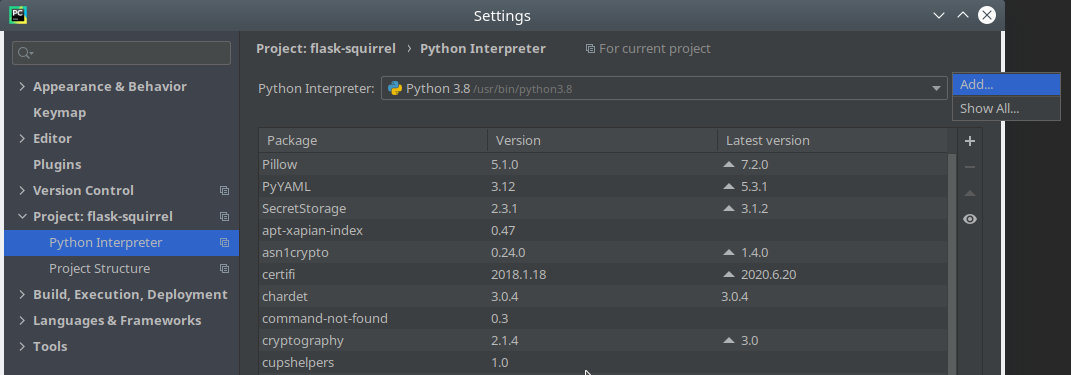 PC
Settings
Project: flask-squirrel › Python Interpreter
For current project
Appearance & Behavior
Keymap
Editor
Plugins
Version Control
Project: flask-squirrel
Python Interpreter
Project Structure
Build, Execution, Deployment
Languages & Frameworks
Tools
Python Interpreter: Python 3.8 /usr/bin/python3.8
Add...
Show All...
Package Version Latest version
Pillow 5.1.0 7.2.0
PyYAML 3.12 5.3.1
SecretStorage 2.3.1 3.1.2
apt-xapian-index 0.47
asn1crypto 0.24.0 1.4.0
certifi 2018.1.18 2020.6.20
chardet 3.0.4 3.0.4
command-not-found 0.3
cryptography 2.1.4 3.0
cupshelpers 1.0